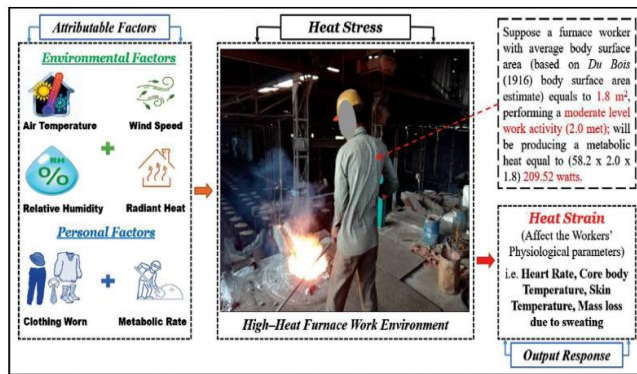 Attributable Factors
Environmental Factors
Air Temperature
Wind Speed
RH
%
Relative Humidity
Radiant Heat
Personal Factors
Clothing Worn
Metabolic Rate
Heat Stress
High–Heat Furnace Work Environment
Suppose a furnace worker
with average body surface
area (based on Du Bois
(1916) body surface area
estimate) equals to 1.8 m²,
performing a moderate level
work activity (2.0 met); will
be producing a metabolic
heat equal to (58.2 x 2.0 x
1.8) 209.52 watts.
Heat Strain
(Affect the Workers'
Physiological parameters)
i.e. Heart Rate, Core body
Temperature, Skin
Temperature, Mass loss
due to sweating
Output Response